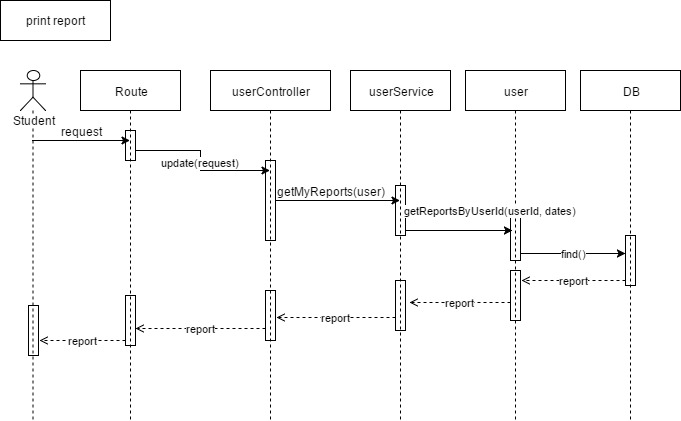 print report
Route
userController
userService
user
DB
Student
request
update(request)
getMyReports(user)
getReportsByUserId(userId, dates)
find()
report
report
report
report
report